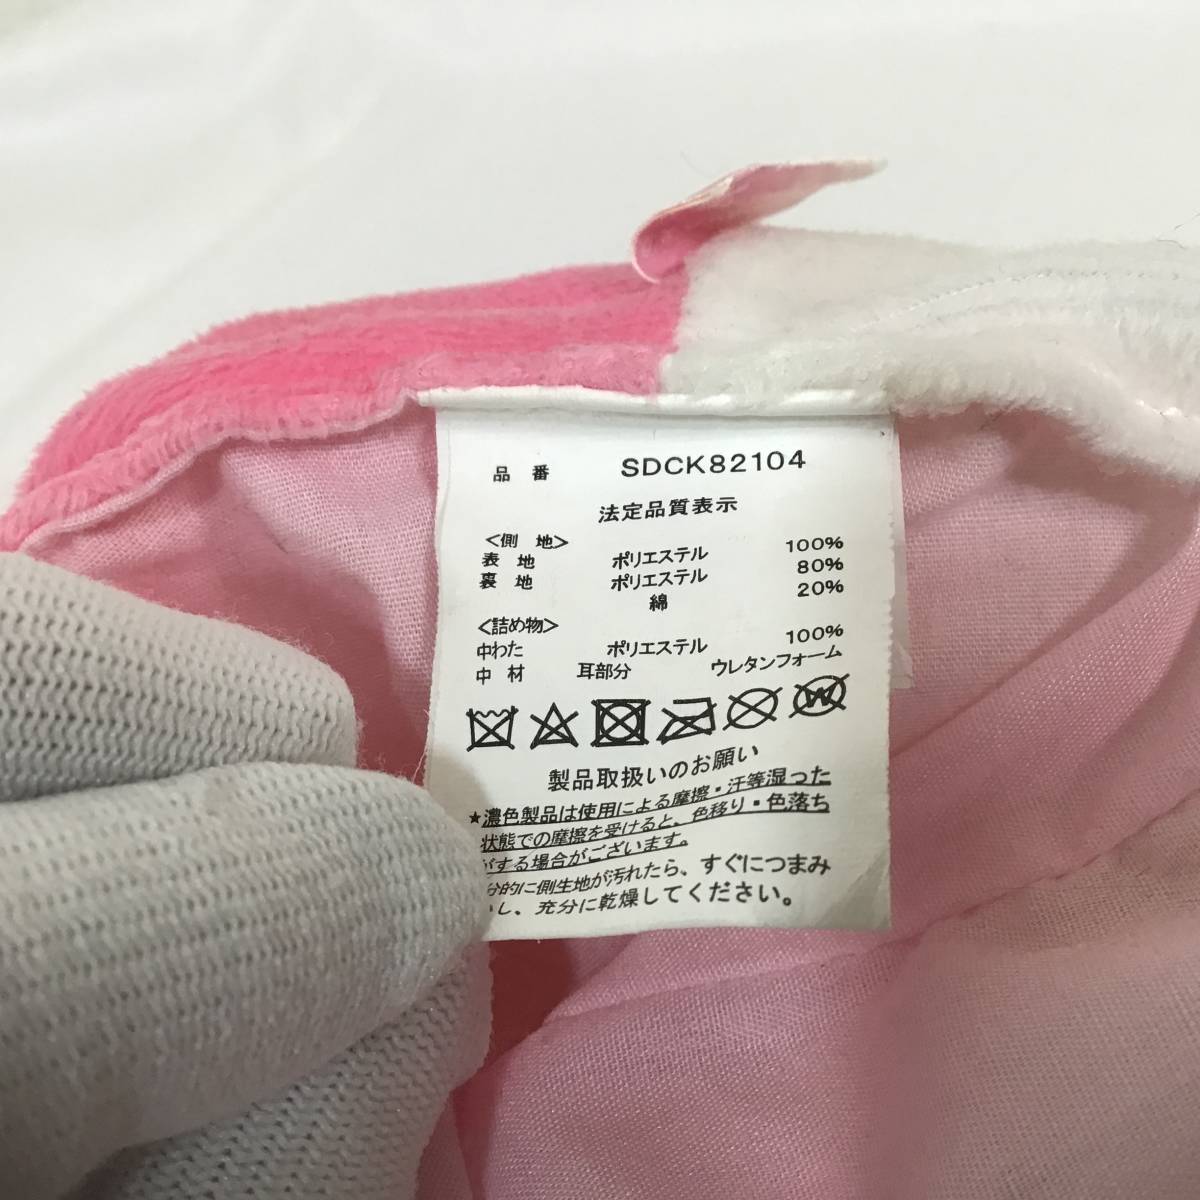 品 番 SDCK82104
法定品質表示
<側 地>
表 地 ポリエステル 100%
裏 地 ポリエステル 80%
綿 20%
<詰め物>
中わた ポリエステル 100%
中 材 耳部分 ウレタンフォーム
W
製品取扱いのお願い
★濃色製品は使用による摩擦・汗等湿った
状態での摩擦を受けると、色移り・色落ち
がする場合がございます。
分的に側生地が汚れたら、すぐにつまみ
し、充分に乾燥してください。